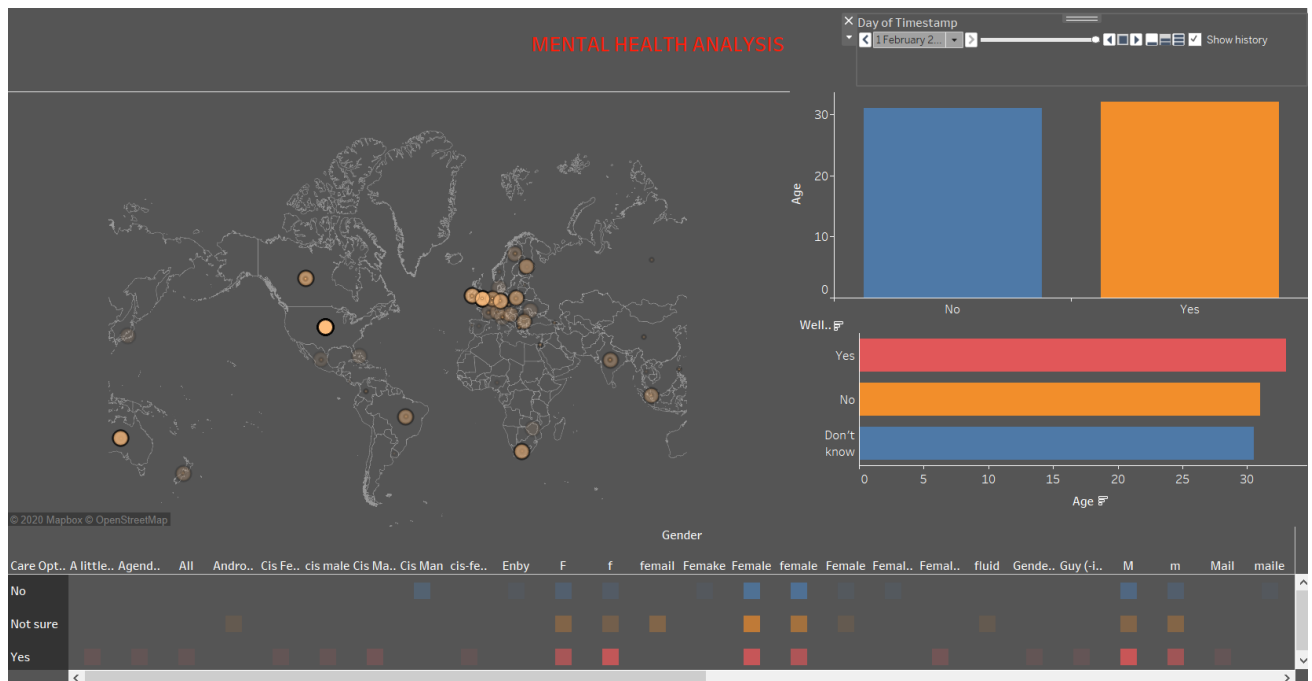 MENTAL HEALTH ANALYSIS
Day of Timestamp
1 February 2...
Show history
Age
30
20
10
0
No
Yes
Well..
Yes
No
Don't
know
0 5 10 15 20 25 30
Age
© 2020 Mapbox © OpenStreetMap
Gender
Care Opt.. A little.. Agend.. All Andro.. Cis Fe.. cis male Cis Ma.. Cis Man cis-fe.. Enby F f femail Femake Female female Female Femal.. Femal.. fluid Gende.. Guy (-i.. M m Mail maile
No
Not sure
Yes